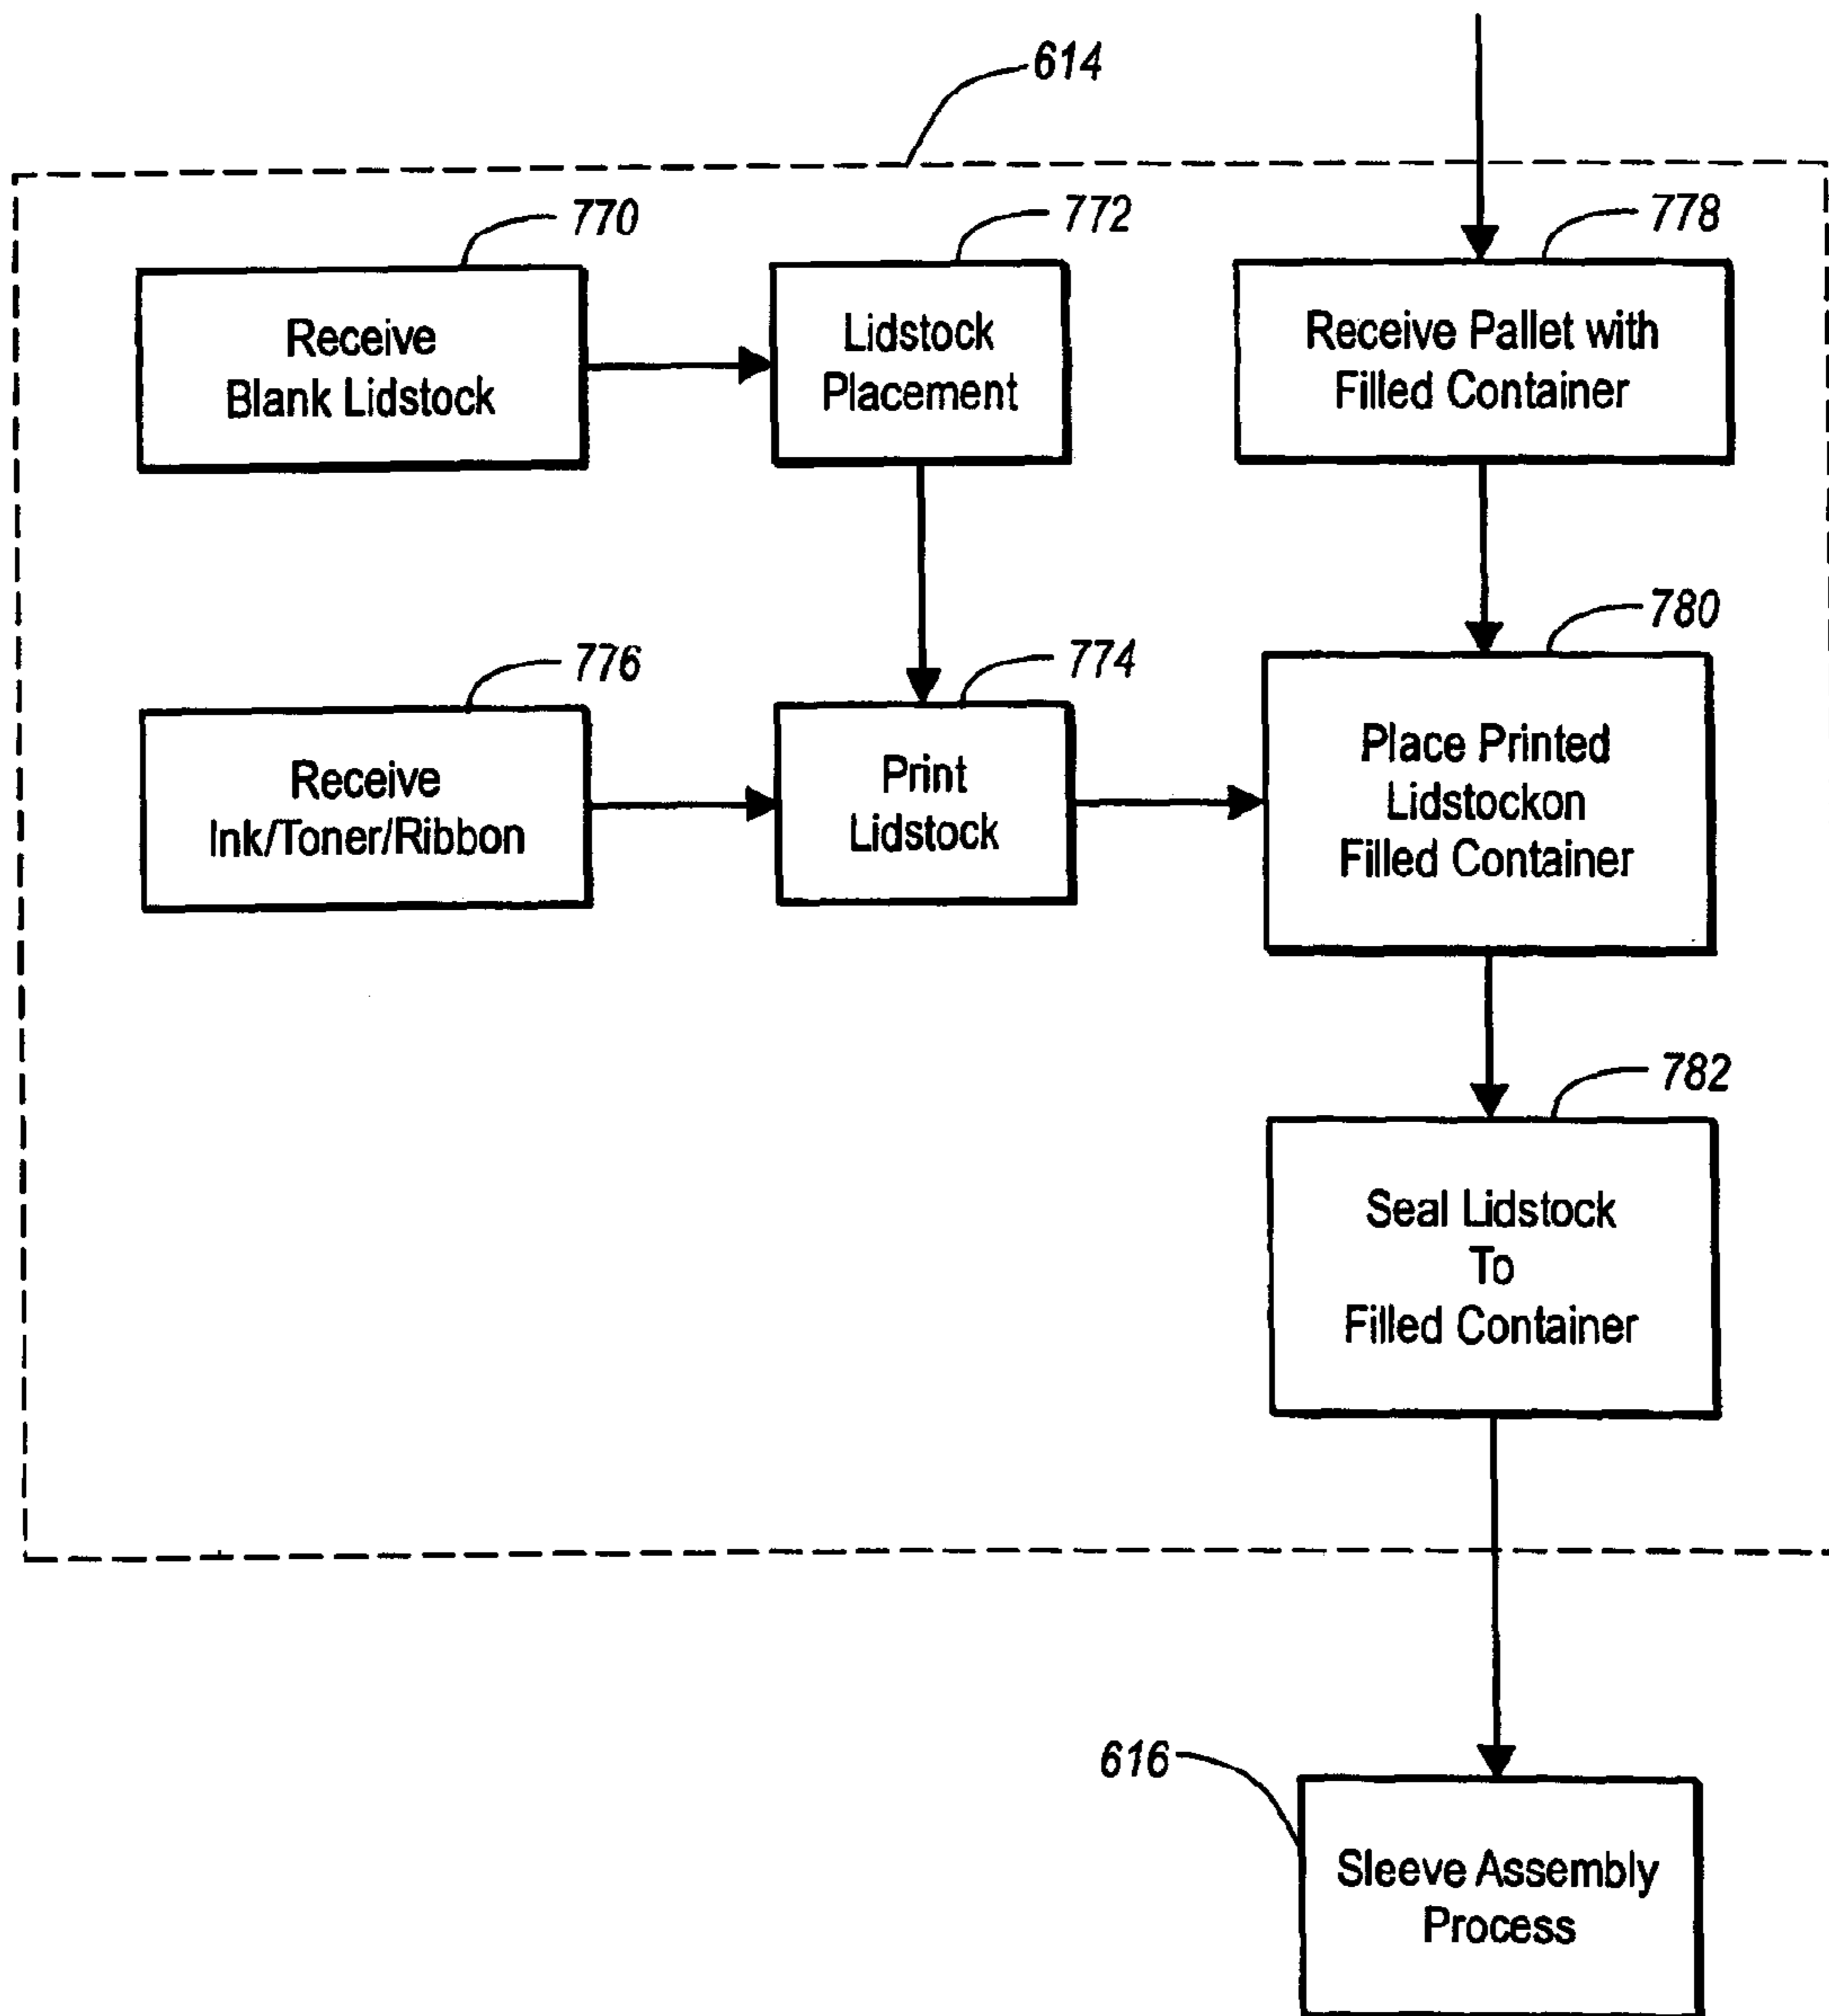 614
770
Receive
Blank Lidstock
772
Lidstock
Placement
778
Receive Pallet with
Filled Container
776
Receive
Ink/Toner/Ribbon
774
Print
Lidstock
780
Place Printed
Lidstockon
Filled Container
782
Seal Lidstock
To
Filled Container
616
Sleeve Assembly
Process